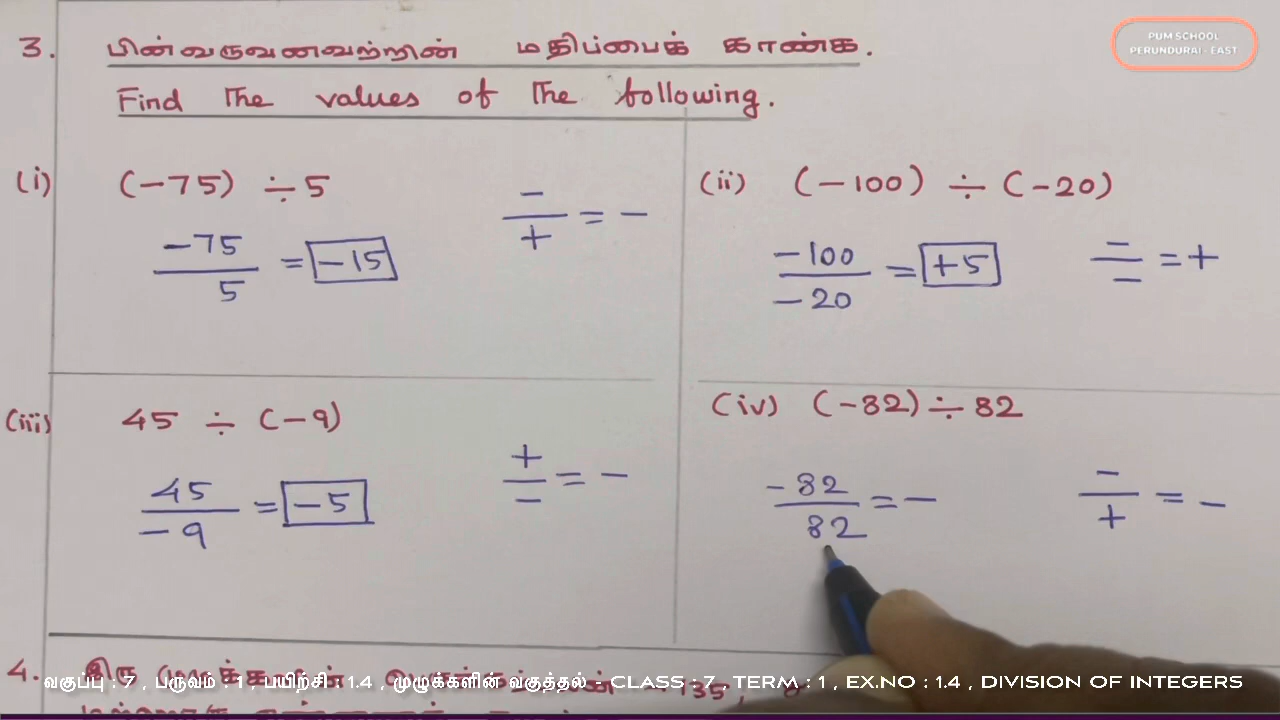 PUM SCHOOL
PERUNDURAI - EAST
3. பின்வருவனவற்றின் மதிப்பைக் காண்க.
Find The values of The following.
(i) (-75) ÷ 5
-75
5
= -15
-
+
= -
(ii) (-100) ÷ (-20)
-100
-20
= +5
-
-
= +
(iii) 45 ÷ (-9)
45
-9
= -5
+
-
= -
(iv) (-82) ÷ 82
-82
82
= -
-
+
= -
4. இரு
வகுப்பு : 7 , பருவம் : 1 , பயிற்சி : 1.4 , முழுக்களின் வகுத்தல் - CLASS : 7 , TERM : 1 , EX.NO : 1.4 , DIVISION OF INTEGERS